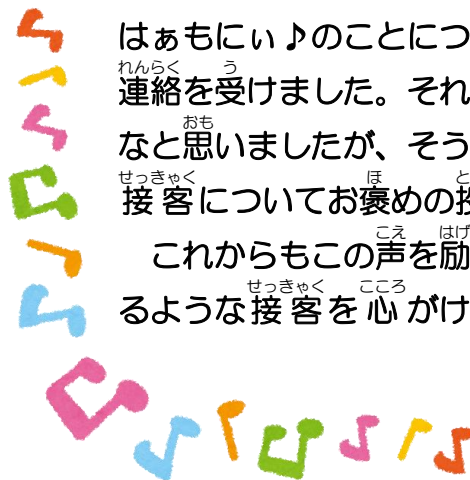 はぁもにぃ♪のことにつ
れんらく う
連絡を受けました。それ
おも
なと思いましたが、そう
せっきゃく ほ と
接客についてお褒めの投
こえ はげ
これからもこの声を励
せっきゃく こころ
るような接客を心がけ